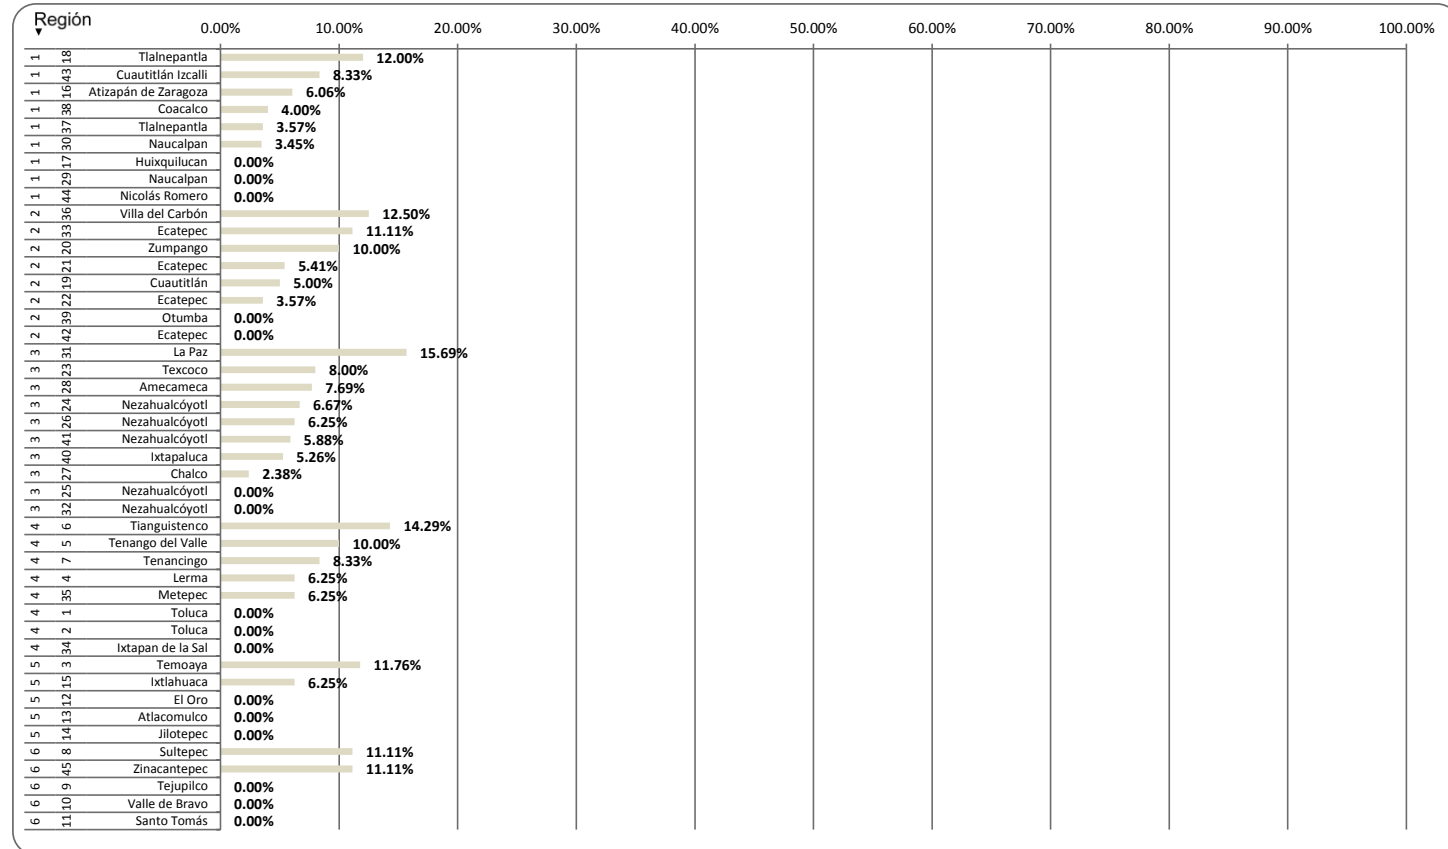 Región
▼
0.00% 10.00% 20.00% 30.00% 40.00% 50.00% 60.00% 70.00% 80.00% 90.00% 100.00%
1 18 Tlalnepantla 12.00%
1 43 Cuautitlán Izcalli 8.33%
1 16 Atizapán de Zaragoza 6.06%
1 38 Coacalco 4.00%
1 37 Tlalnepantla 3.57%
1 30 Naucalpan 3.45%
1 17 Huixquilucan 0.00%
1 29 Naucalpan 0.00%
1 44 Nicolás Romero 0.00%
2 36 Villa del Carbón 12.50%
2 33 Ecatepec 11.11%
2 20 Zumpango 10.00%
2 21 Ecatepec 5.41%
2 19 Cuautitlán 5.00%
2 22 Ecatepec 3.57%
2 39 Otumba 0.00%
2 42 Ecatepec 0.00%
3 31 La Paz 15.69%
3 23 Texcoco 8.00%
3 28 Amecameca 7.69%
3 24 Nezahualcóyotl 6.67%
3 26 Nezahualcóyotl 6.25%
3 41 Nezahualcóyotl 5.88%
3 40 Ixtapaluca 5.26%
3 27 Chalco 2.38%
3 25 Nezahualcóyotl 0.00%
3 32 Nezahualcóyotl 0.00%
4 6 Tianguistenco 14.29%
4 5 Tenango del Valle 10.00%
4 7 Tenancingo 8.33%
4 4 Lerma 6.25%
4 35 Metepec 6.25%
4 1 Toluca 0.00%
4 2 Toluca 0.00%
4 34 Ixtapan de la Sal 0.00%
5 3 Temoaya 11.76%
5 15 Ixtlahuaca 6.25%
5 12 El Oro 0.00%
5 13 Atlacomulco 0.00%
5 14 Jilotepec 0.00%
6 8 Sultepec 11.11%
6 45 Zinacantepec 11.11%
6 9 Tejupilco 0.00%
6 10 Valle de Bravo 0.00%
6 11 Santo Tomás 0.00%